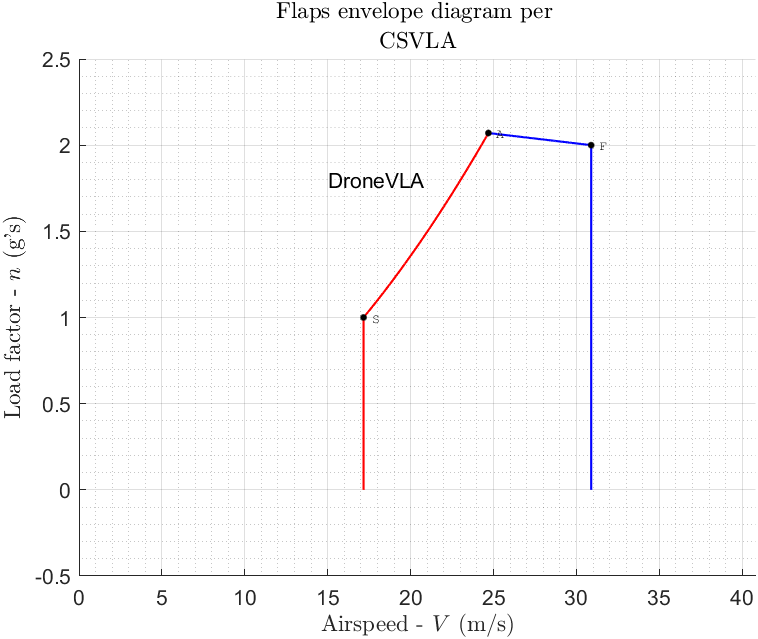 Flaps envelope diagram per
CSVLA
2.5
2
1.5
1
0.5
0
-0.5
Load factor - n (g's)
A
F
DroneVLA
S
0 5 10 15 20 25 30 35 40
Airspeed - V (m/s)